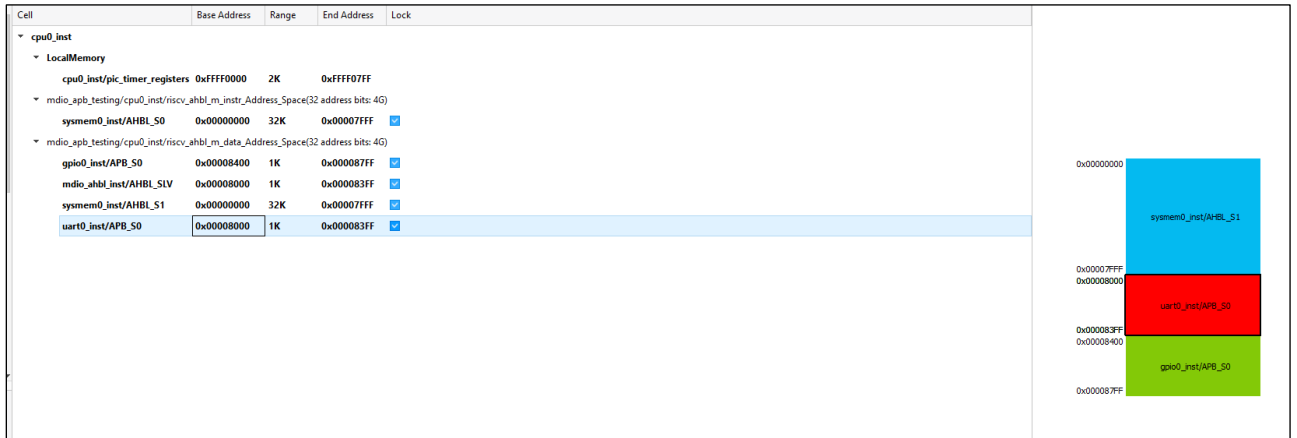 Cell Base Address Range End Address Lock
cpu0_inst
LocalMemory
cpu0_inst/pic_timer_registers 0xFFFF0000 2K 0xFFFF07FF
mdio_apb_testing/cpu0_inst/riscv_ahbl_m_instr_Address_Space(32 address bits: 4G)
sysmem0_inst/AHBL_S0 0x00000000 32K 0x00007FFF
mdio_apb_testing/cpu0_inst/riscv_ahbl_m_data_Address_Space(32 address bits: 4G)
gpio0_inst/APB_S0 0x00008400 1K 0x000087FF
mdio_ahbl_inst/AHBL_SLV 0x00008000 1K 0x000083FF
sysmem0_inst/AHBL_S1 0x00000000 32K 0x00007FFF
uart0_inst/APB_S0 0x00008000 1K 0x000083FF
0x00000000
sysmem0_inst/AHBL_S1
0x00007FFF
0x00008000
uart0_inst/APB_S0
0x000083FF
0x00008400
gpio0_inst/APB_S0
0x000087FF